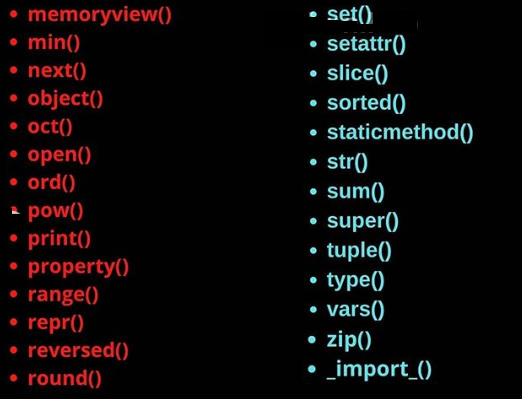 • memoryview()
• min()
• next()
• object()
• oct()
• open()
• ord()
• pow()
• print()
• property()
• range()
• repr()
• reversed()
• round()
• set()
• setattr()
• slice()
• sorted()
• staticmethod()
• str()
• sum()
• super()
• tuple()
• type()
• vars()
• zip()
• _import_()